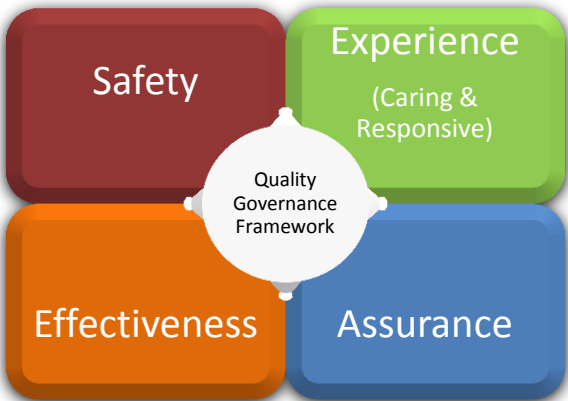 Safety
Experience
(Caring &
Responsive)
Quality
Governance
Framework
Effectiveness
Assurance